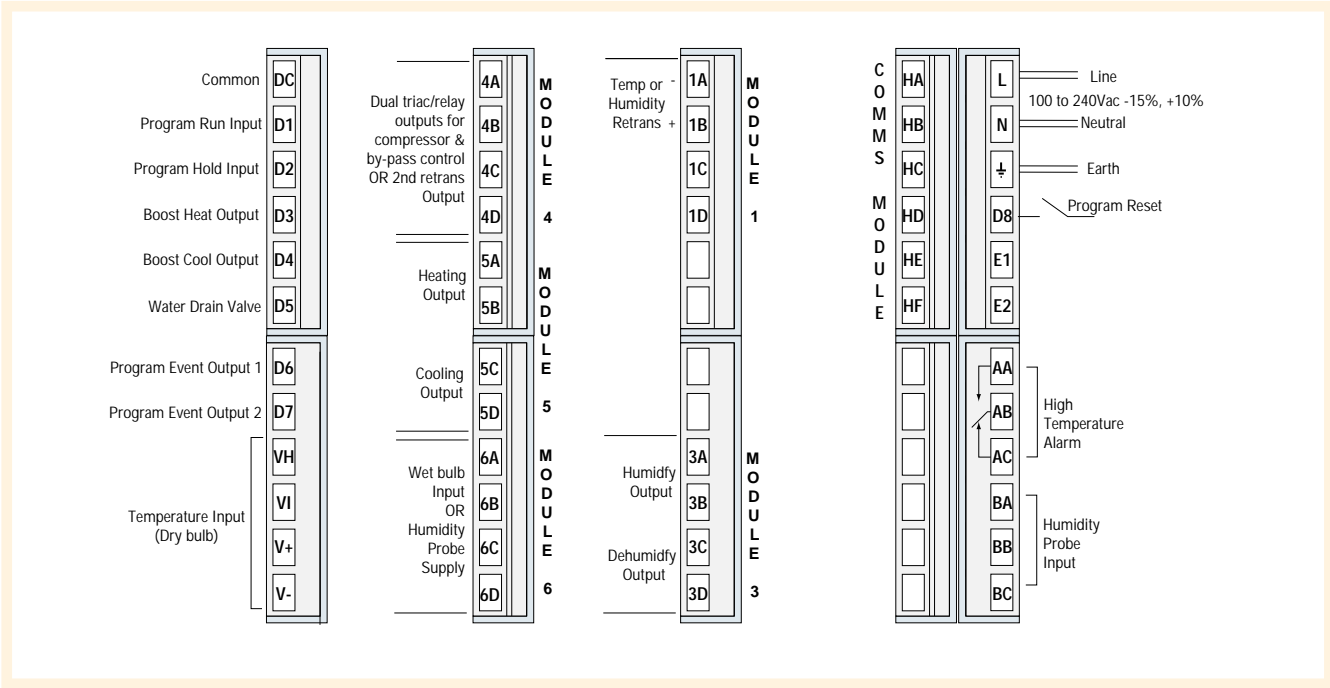 Common DC
Program Run Input D1
Program Hold Input D2
Boost Heat Output D3
Boost Cool Output D4
Water Drain Valve D5
Program Event Output 1 D6
Program Event Output 2 D7
VH
VI
V+
V-
Temperature Input
(Dry bulb)
Dual triac/relay
outputs for
compressor &
by-pass control
OR 2nd retrans
Output
4A
4B
4C
4D
MODULE 4
Heating
Output
5A
5B
Cooling
Output
5C
5D
MODULE 5
Wet bulb
Input
OR
Humidity
Probe
Supply
6A
6B
6C
6D
MODULE 6
Temp or -
Humidity
Retrans +
1A
1B
1C
1D
MODULE 1
Humidfy
Output
3A
3B
Dehumidfy
Output
3C
3D
MODULE 3
COMMS MODULE
HA
HB
HC
HD
HE
HF
L Line
100 to 240Vac -15%, +10%
N Neutral
Earth
D8 Program Reset
E1
E2
AA
AB
AC
High
Temperature
Alarm
BA
BB
BC
Humidity
Probe
Input